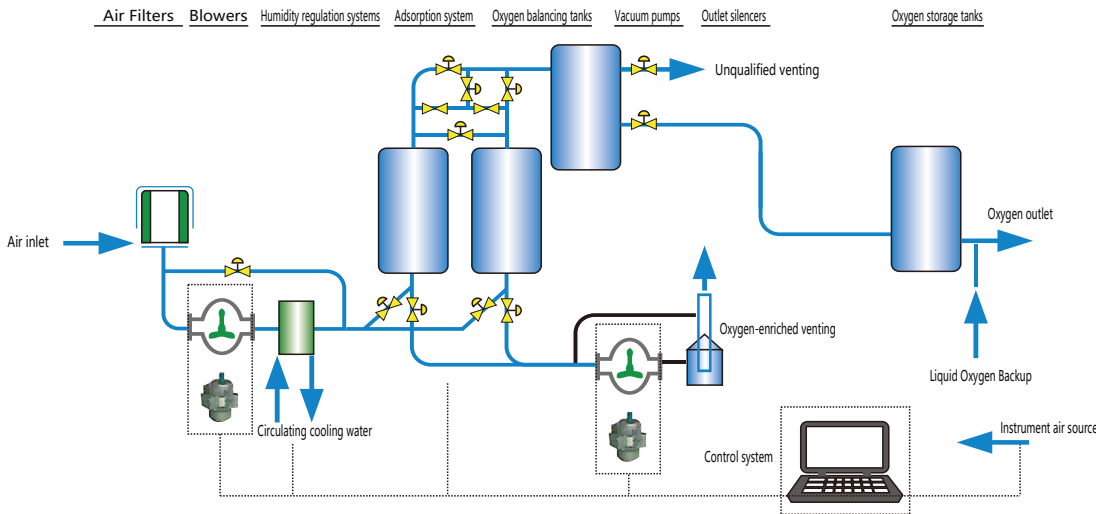 Air Filters
Blowers
Humidity regulation systems
Adsorption system
Oxygen balancing tanks
Vacuum pumps
Outlet silencers
Oxygen storage tanks
Unqualified venting
Air inlet
Oxygen outlet
Oxygen-enriched venting
Liquid Oxygen Backup
Circulating cooling water
Instrument air source
Control system